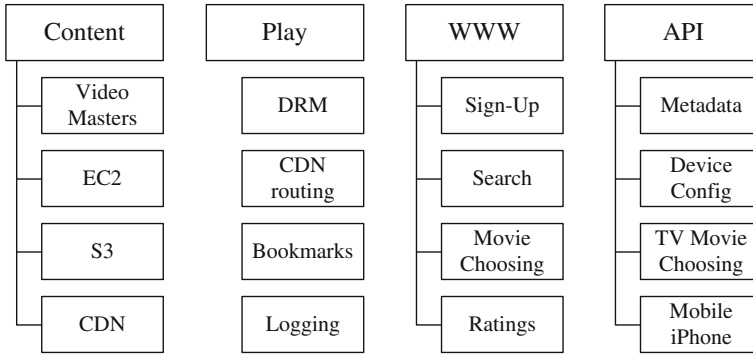 Content
Video
Masters
EC2
S3
CDN
Play
DRM
CDN
routing
Bookmarks
Logging
WWW
Sign-Up
Search
Movie
Choosing
Ratings
API
Metadata
Device
Config
TV Movie
Choosing
Mobile
iPhone